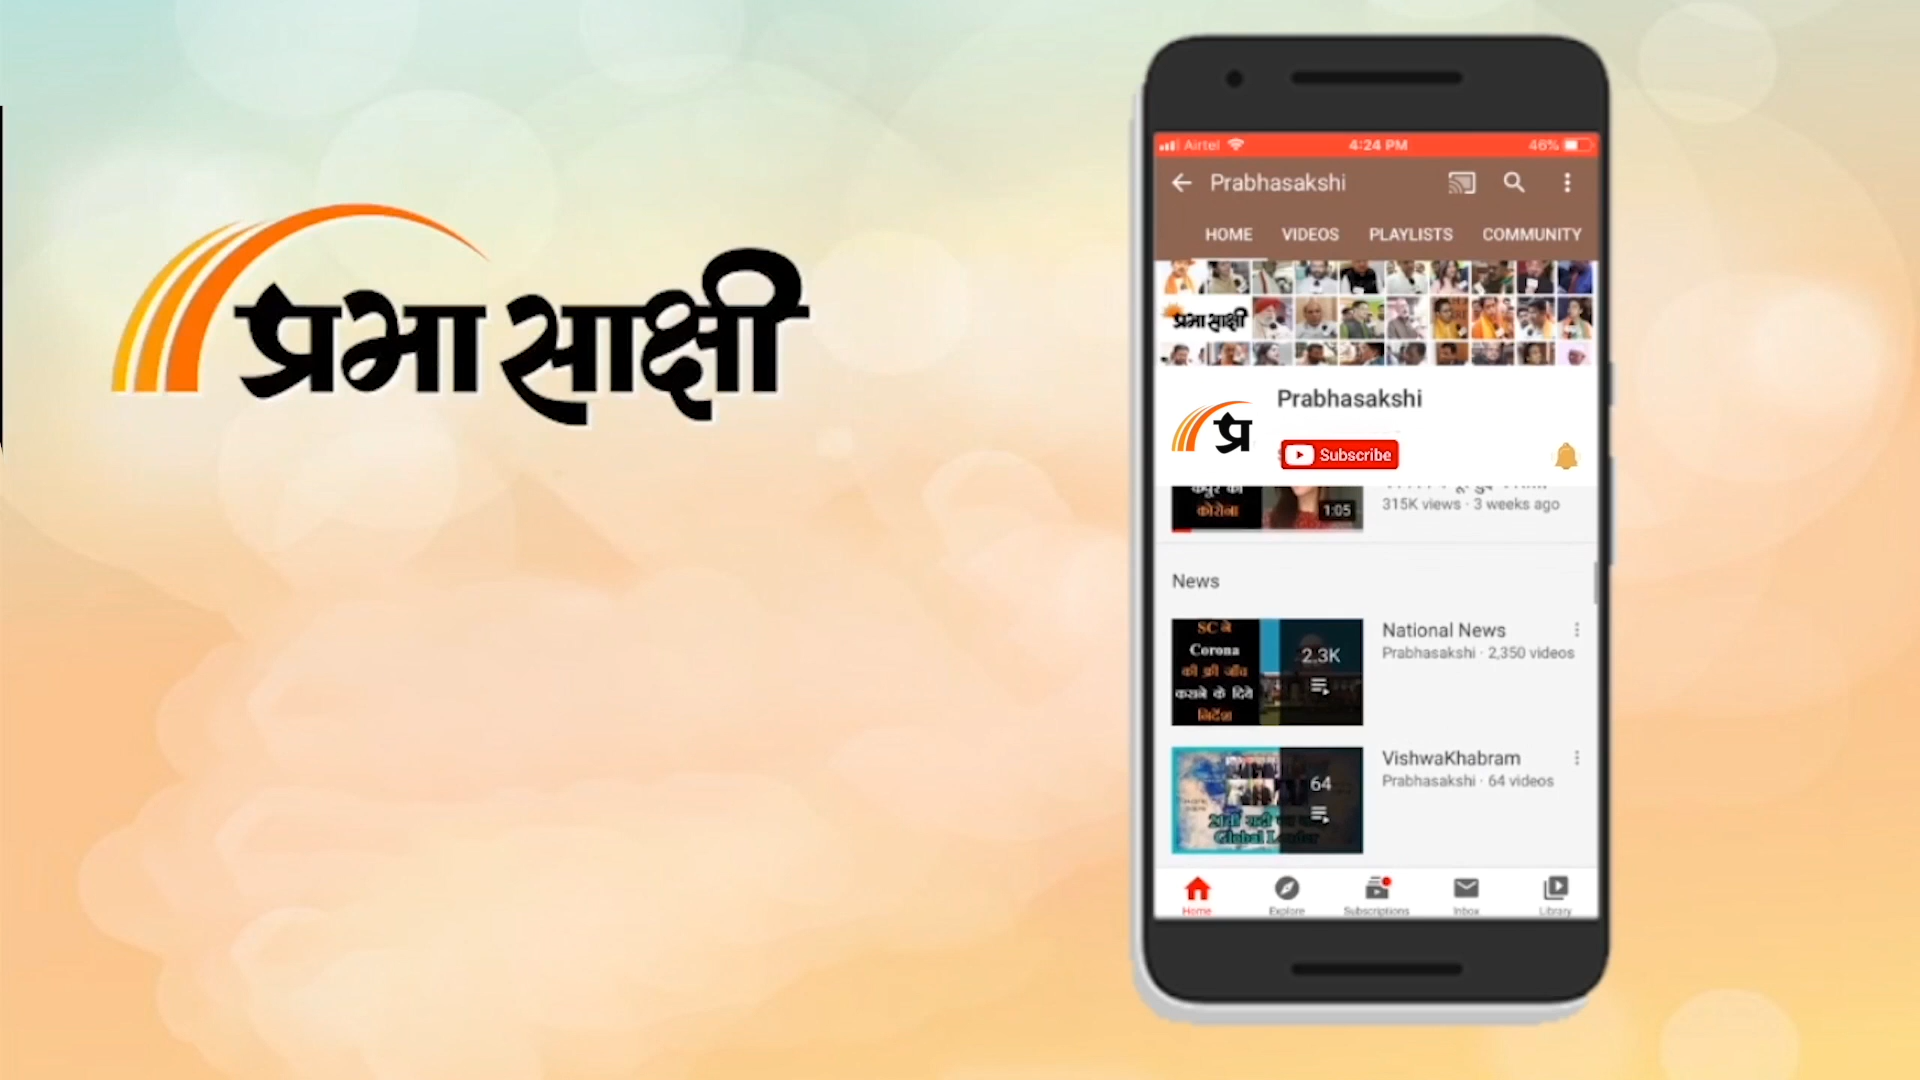 प्रभासाक्षी
Airtel 4:24 PM 46%
Prabhasakshi
HOME VIDEOS PLAYLISTS COMMUNITY
प्रभासाक्षी
Prabhasakshi
प्र
Subscribe
कोरोना
1:05
315K views · 3 weeks ago
News
SC ने
Corona
की फ्री जाँच
कराने के दिये
निर्देश
2.3K
National News
Prabhasakshi · 2,350 videos
64
VishwaKhabram
Prabhasakshi · 64 videos
Home Explore Subscriptions Inbox Library